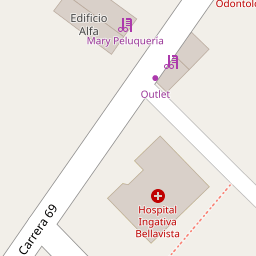 Odontolo
Edificio
Alfa
Mary Peluqueria
Outlet
Hospital
Ingativa
Bellavista
Carrera 69